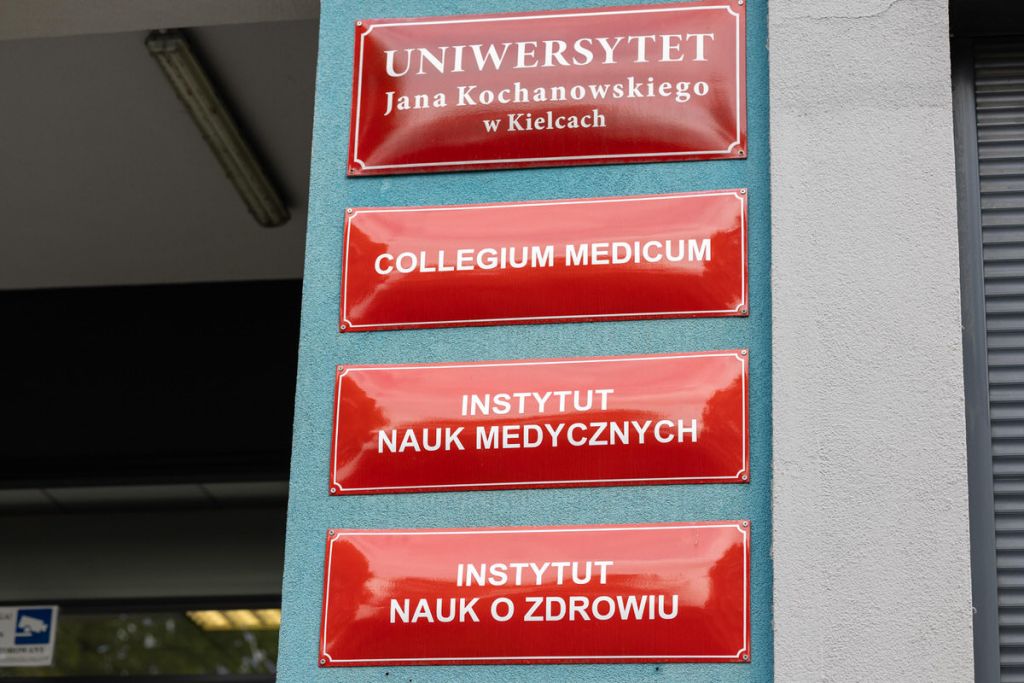 UNIWERSYTET
Jana Kochanowskiego
w Kielcach
COLLEGIUM MEDICUM
INSTYTUT
NAUK MEDYCZNYCH
INSTYTUT
NAUK O ZDROWIU